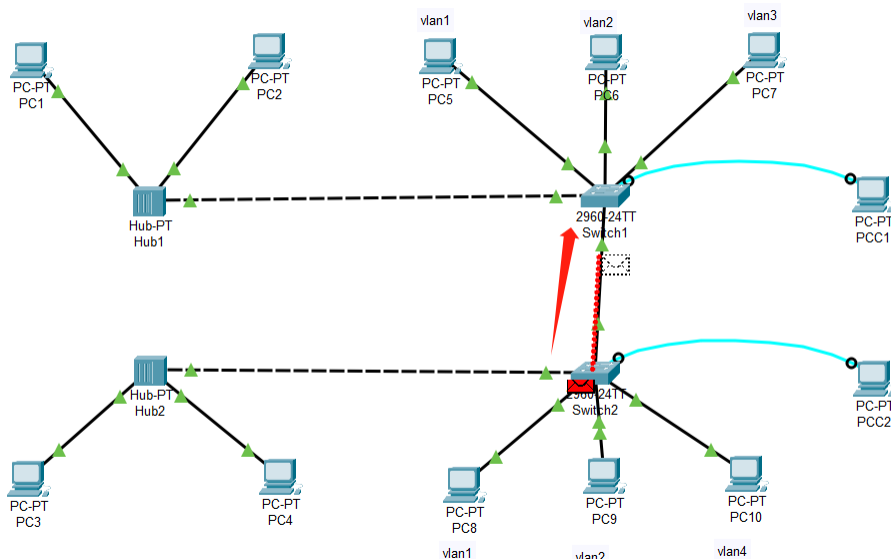 vlan1
vlan2
vlan3
PC-PT
PC1
PC-PT
PC2
PC-PT
PC5
PC-PT
PC6
PC-PT
PC7
Hub-PT
Hub1
2960-24TT
Switch1
PC-PT
PCC1
Hub-PT
Hub2
2960-24TT
Switch2
PC-PT
PCC2
PC-PT
PC3
PC-PT
PC4
PC-PT
PC8
PC-PT
PC9
PC-PT
PC10
vlan1
vlan2
vlan4